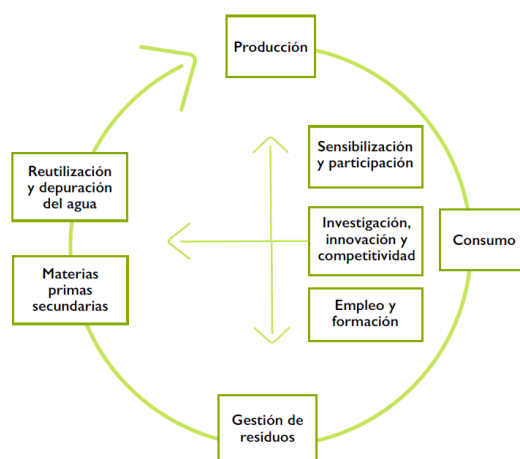 Producción
Sensibilización
y participación
Reutilización
y depuración
del agua
Investigación,
innovación y
competitividad
Consumo
Materias
primas
secundarias
Empleo y
formación
Gestión de
residuos